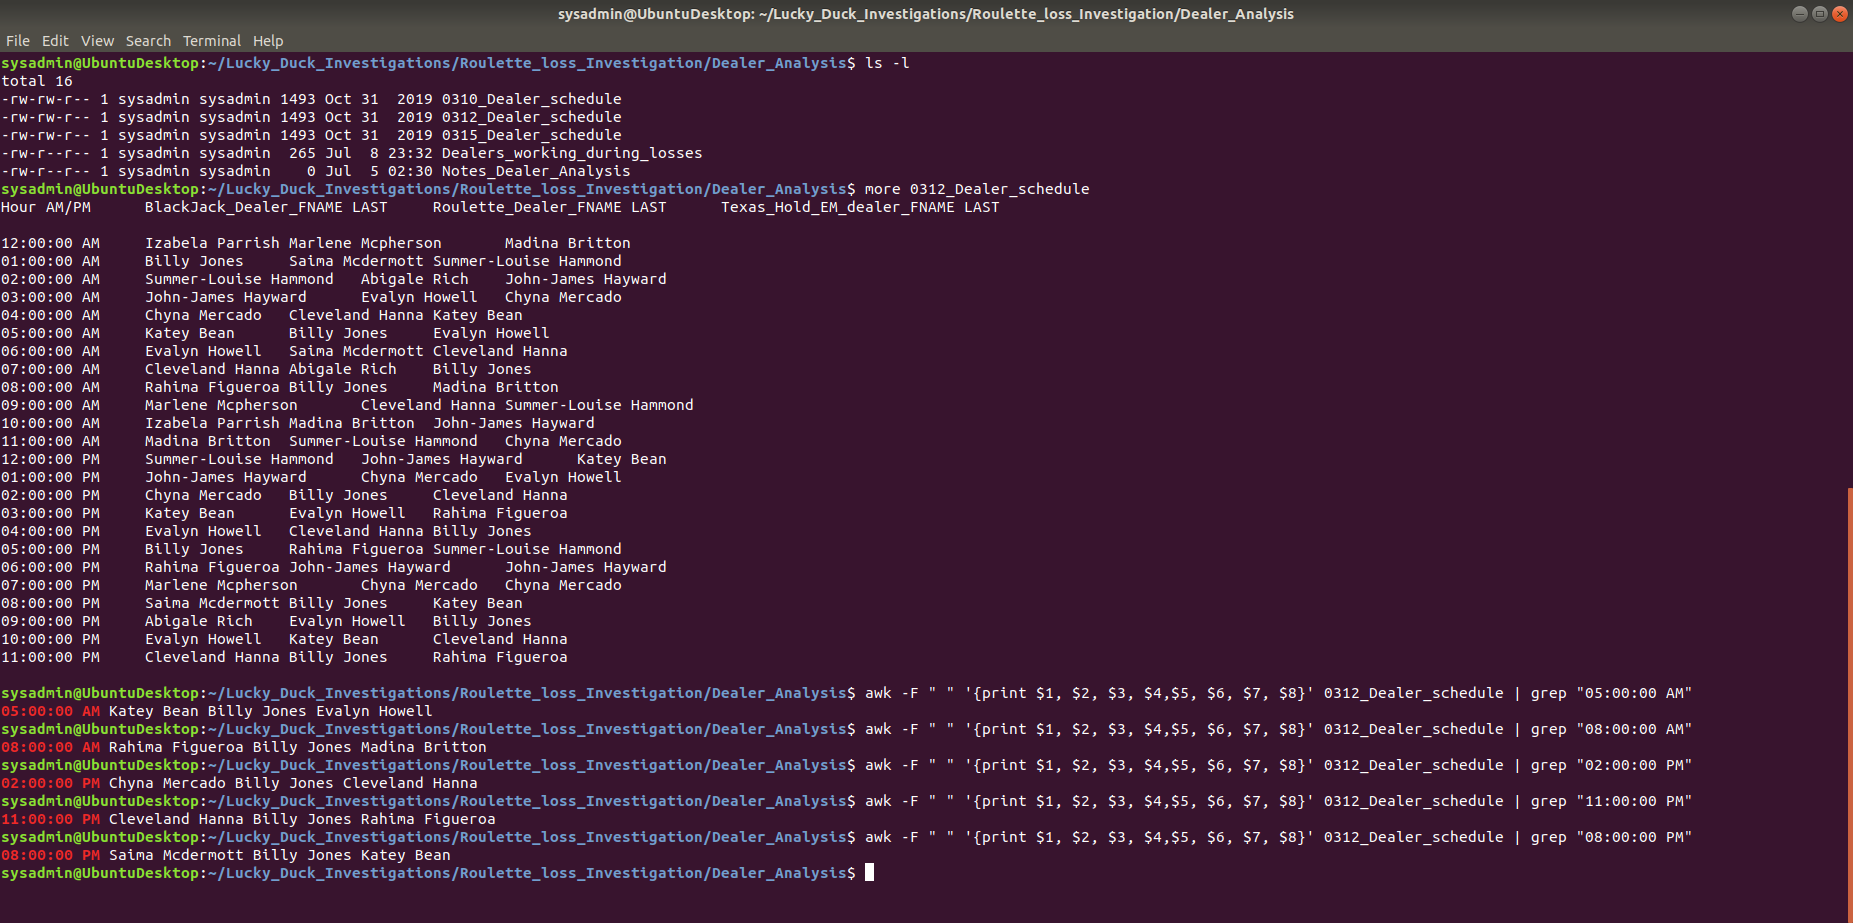 sysadmin@UbuntuDesktop: ~/Lucky_Duck_Investigations/Roulette_loss_Investigation/Dealer_Analysis
File Edit View Search Terminal Help
sysadmin@UbuntuDesktop:~/Lucky_Duck_Investigations/Roulette_loss_Investigation/Dealer_Analysis$ ls -l
total 16
-rw-rw-r-- 1 sysadmin sysadmin 1493 Oct 31  2019 0310_Dealer_schedule
-rw-rw-r-- 1 sysadmin sysadmin 1493 Oct 31  2019 0312_Dealer_schedule
-rw-rw-r-- 1 sysadmin sysadmin 1493 Oct 31  2019 0315_Dealer_schedule
-rw-r--r-- 1 sysadmin sysadmin  265 Jul  8 23:32 Dealers_working_during_losses
-rw-r--r-- 1 sysadmin sysadmin    0 Jul  5 02:30 Notes_Dealer_Analysis
sysadmin@UbuntuDesktop:~/Lucky_Duck_Investigations/Roulette_loss_Investigation/Dealer_Analysis$ more 0312_Dealer_schedule
Hour AM/PM      BlackJack_Dealer_FNAME LAST     Roulette_Dealer_FNAME LAST      Texas_Hold_EM_dealer_FNAME LAST
12:00:00 AM     Izabela Parrish Marlene Mcpherson       Madina Britton
01:00:00 AM     Billy Jones     Saima Mcdermott Summer-Louise Hammond
02:00:00 AM     Summer-Louise Hammond   Abigale Rich    John-James Hayward
03:00:00 AM     John-James Hayward      Evalyn Howell   Chyna Mercado
04:00:00 AM     Chyna Mercado   Cleveland Hanna Katey Bean
05:00:00 AM     Katey Bean      Billy Jones     Evalyn Howell
06:00:00 AM     Evalyn Howell   Saima Mcdermott Cleveland Hanna
07:00:00 AM     Cleveland Hanna Abigale Rich    Billy Jones
08:00:00 AM     Rahima Figueroa Billy Jones     Madina Britton
09:00:00 AM     Marlene Mcpherson       Cleveland Hanna Summer-Louise Hammond
10:00:00 AM     Izabela Parrish Madina Britton  John-James Hayward
11:00:00 AM     Madina Britton  Summer-Louise Hammond   Chyna Mercado
12:00:00 PM     Summer-Louise Hammond   John-James Hayward      Katey Bean
01:00:00 PM     John-James Hayward      Chyna Mercado   Evalyn Howell
02:00:00 PM     Chyna Mercado   Billy Jones     Cleveland Hanna
03:00:00 PM     Katey Bean      Evalyn Howell   Rahima Figueroa
04:00:00 PM     Evalyn Howell   Cleveland Hanna Billy Jones
05:00:00 PM     Billy Jones     Rahima Figueroa Summer-Louise Hammond
06:00:00 PM     Rahima Figueroa John-James Hayward      John-James Hayward
07:00:00 PM     Marlene Mcpherson       Chyna Mercado   Chyna Mercado
08:00:00 PM     Saima Mcdermott Billy Jones     Katey Bean
09:00:00 PM     Abigale Rich    Evalyn Howell   Billy Jones
10:00:00 PM     Evalyn Howell   Katey Bean      Cleveland Hanna
11:00:00 PM     Cleveland Hanna Billy Jones     Rahima Figueroa
sysadmin@UbuntuDesktop:~/Lucky_Duck_Investigations/Roulette_loss_Investigation/Dealer_Analysis$ awk -F " " '{print $1, $2, $3, $4,$5, $6, $7, $8}' 0312_Dealer_schedule | grep "05:00:00 AM"
05:00:00 AM Katey Bean Billy Jones Evalyn Howell
sysadmin@UbuntuDesktop:~/Lucky_Duck_Investigations/Roulette_loss_Investigation/Dealer_Analysis$ awk -F " " '{print $1, $2, $3, $4,$5, $6, $7, $8}' 0312_Dealer_schedule | grep "08:00:00 AM"
08:00:00 AM Rahima Figueroa Billy Jones Madina Britton
sysadmin@UbuntuDesktop:~/Lucky_Duck_Investigations/Roulette_loss_Investigation/Dealer_Analysis$ awk -F " " '{print $1, $2, $3, $4,$5, $6, $7, $8}' 0312_Dealer_schedule | grep "02:00:00 PM"
02:00:00 PM Chyna Mercado Billy Jones Cleveland Hanna
sysadmin@UbuntuDesktop:~/Lucky_Duck_Investigations/Roulette_loss_Investigation/Dealer_Analysis$ awk -F " " '{print $1, $2, $3, $4,$5, $6, $7, $8}' 0312_Dealer_schedule | grep "11:00:00 PM"
11:00:00 PM Cleveland Hanna Billy Jones Rahima Figueroa
sysadmin@UbuntuDesktop:~/Lucky_Duck_Investigations/Roulette_loss_Investigation/Dealer_Analysis$ awk -F " " '{print $1, $2, $3, $4,$5, $6, $7, $8}' 0312_Dealer_schedule | grep "08:00:00 PM"
08:00:00 PM Saima Mcdermott Billy Jones Katey Bean
sysadmin@UbuntuDesktop:~/Lucky_Duck_Investigations/Roulette_loss_Investigation/Dealer_Analysis$